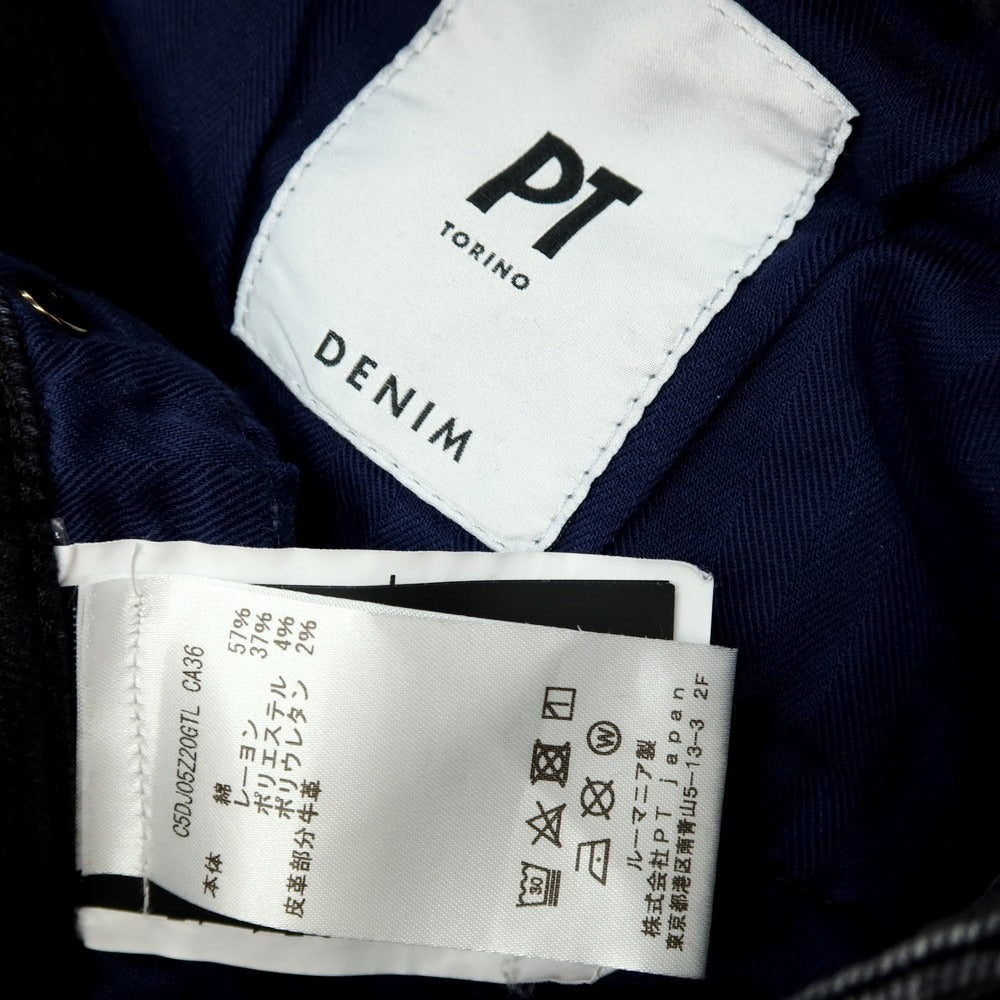 PT
TORINO
DENIM
C5DJ05Z20GTL CA36
本体 綿 57%
レーヨン 37%
ポリエステル 4%
ポリウレタン 2%
皮革部分牛革
30
W
ルーマニア製
株式会社PT japan
東京都港区南青山5-13-3 2F